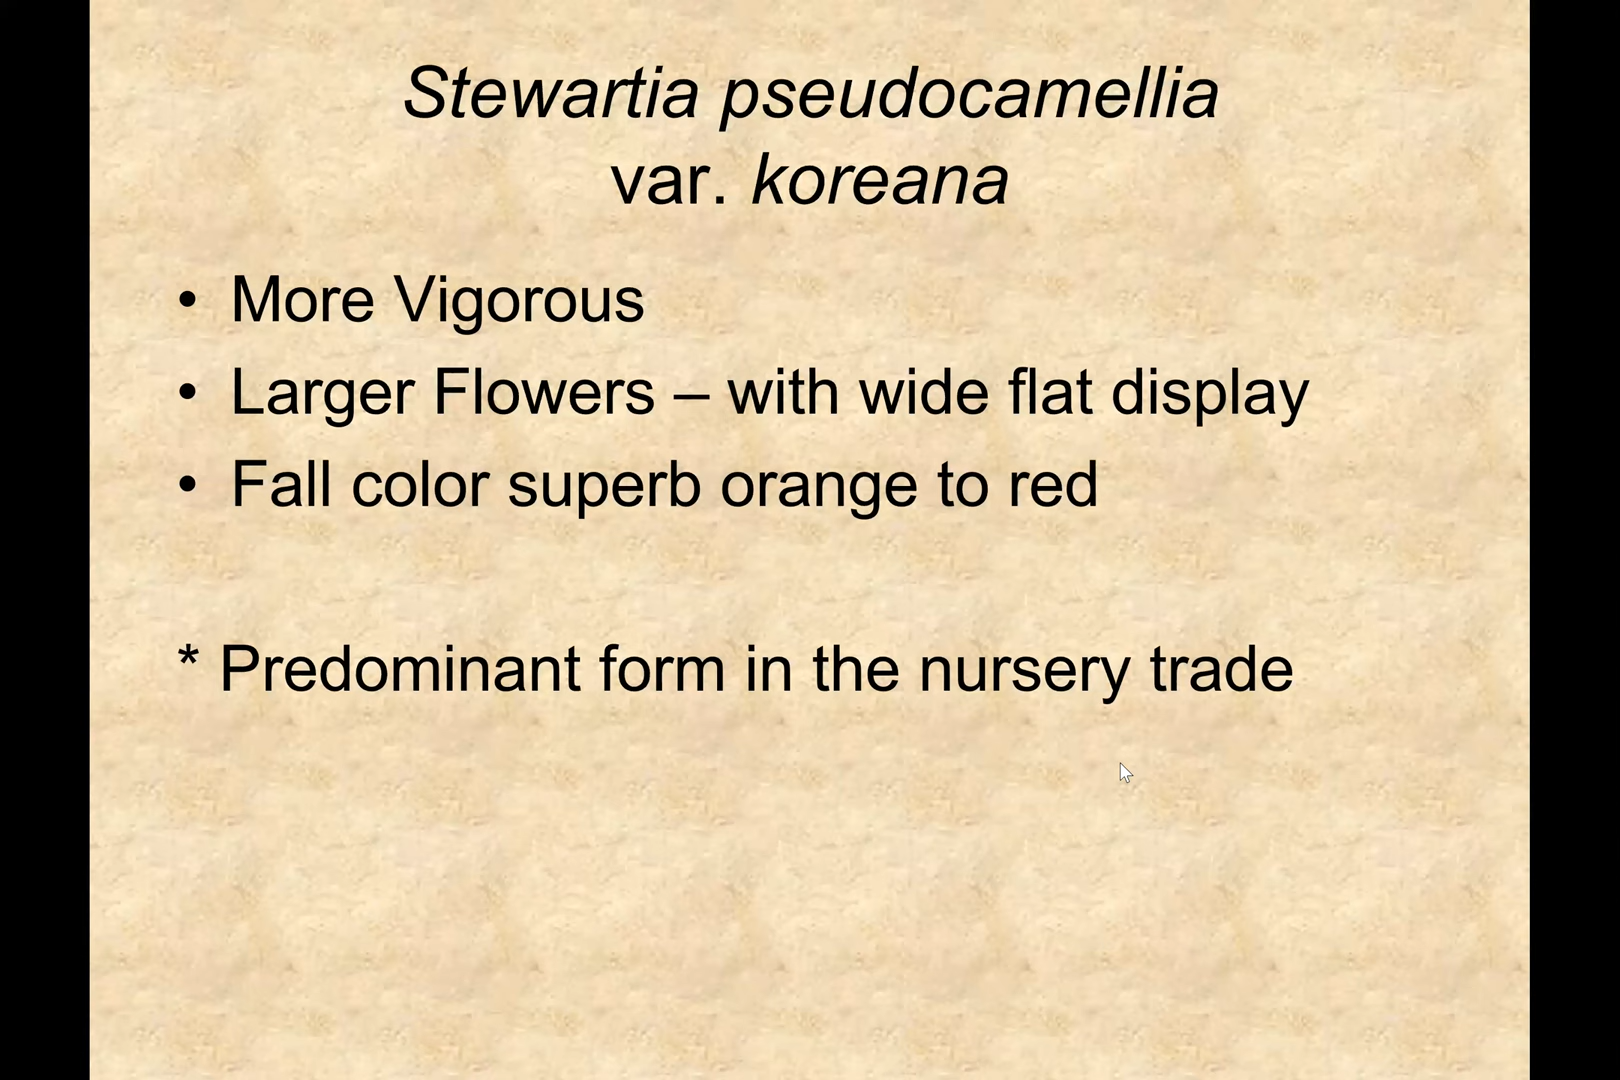 Stewartia pseudocamellia
var. koreana
• More Vigorous
• Larger Flowers – with wide flat display
• Fall color superb orange to red
* Predominant form in the nursery trade